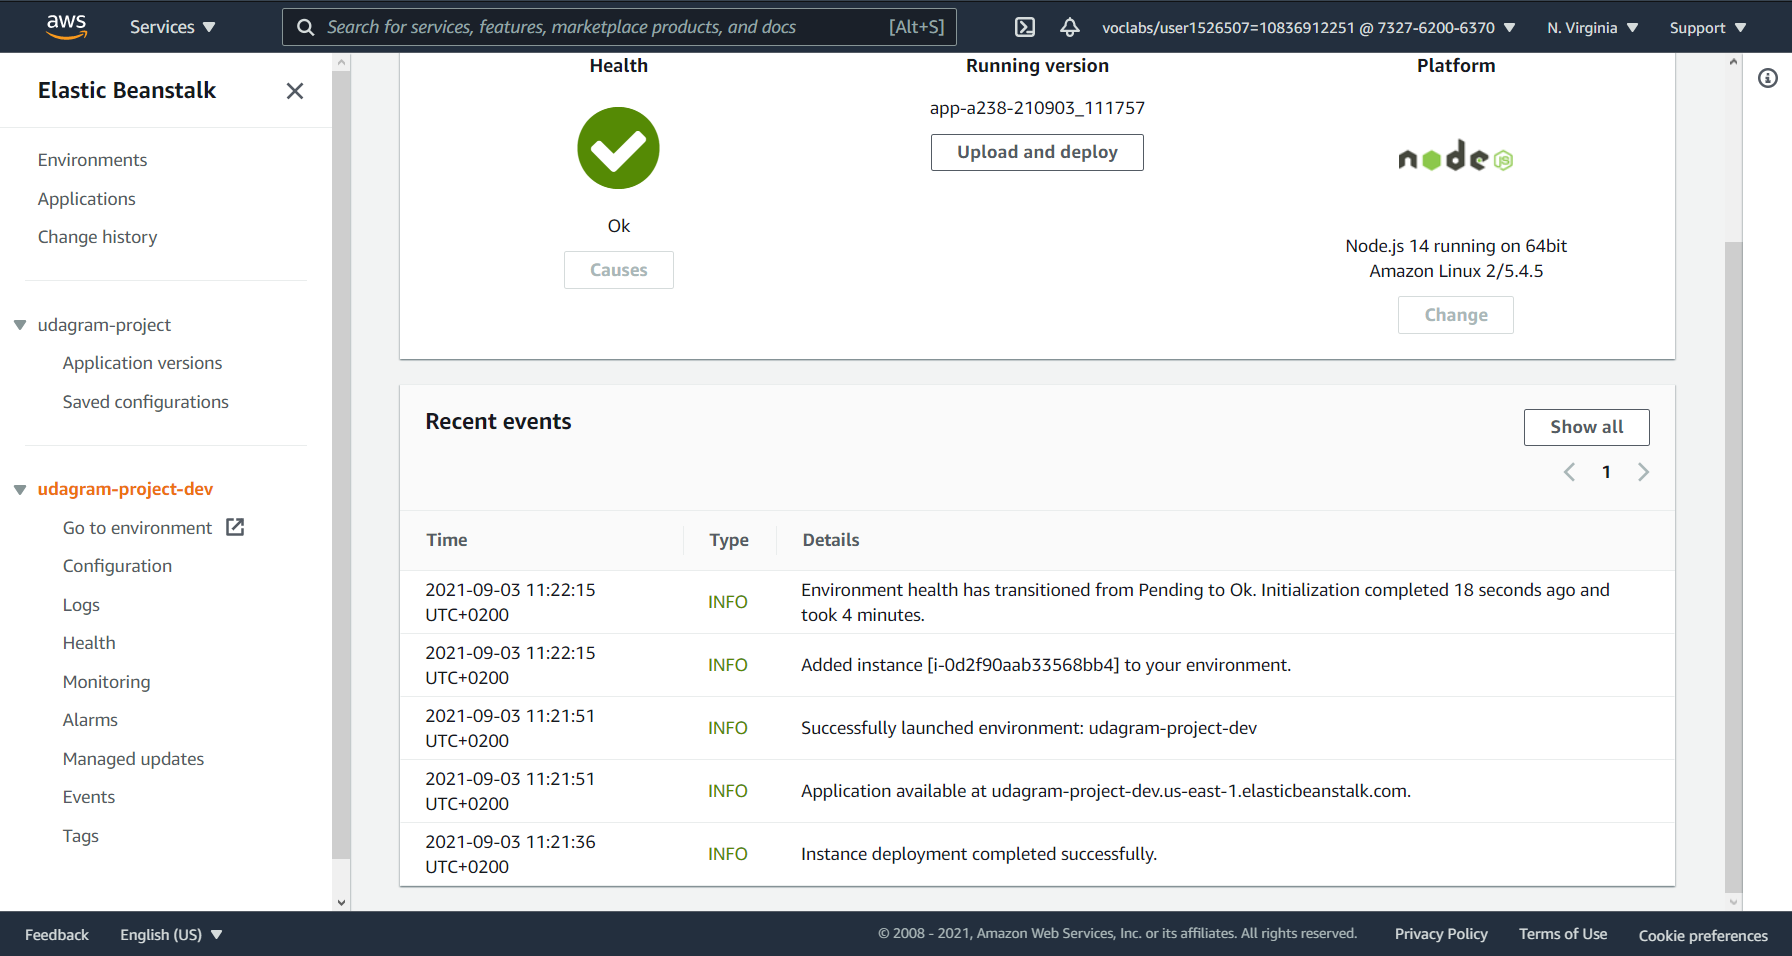 aws
Services
Search for services, features, marketplace products, and docs [Alt+S]
voclabs/user1526507=10836912251 @ 7327-6200-6370
N. Virginia
Support
Elastic Beanstalk
Environments
Applications
Change history
udagram-project
Application versions
Saved configurations
udagram-project-dev
Go to environment
Configuration
Logs
Health
Monitoring
Alarms
Managed updates
Events
Tags
Health
Ok
Causes
Running version
app-a238-210903_111757
Upload and deploy
Platform
node JS
Node.js 14 running on 64bit
Amazon Linux 2/5.4.5
Change
Recent events
Show all
1
Time Type Details
2021-09-03 11:22:15
UTC+0200
INFO
Environment health has transitioned from Pending to Ok. Initialization completed 18 seconds ago and
took 4 minutes.
2021-09-03 11:22:15
UTC+0200
INFO
Added instance [i-0d2f90aab33568bb4] to your environment.
2021-09-03 11:21:51
UTC+0200
INFO
Successfully launched environment: udagram-project-dev
2021-09-03 11:21:51
UTC+0200
INFO
Application available at udagram-project-dev.us-east-1.elasticbeanstalk.com.
2021-09-03 11:21:36
UTC+0200
INFO
Instance deployment completed successfully.
Feedback
English (US)
© 2008 - 2021, Amazon Web Services, Inc. or its affiliates. All rights reserved.
Privacy Policy
Terms of Use
Cookie preferences